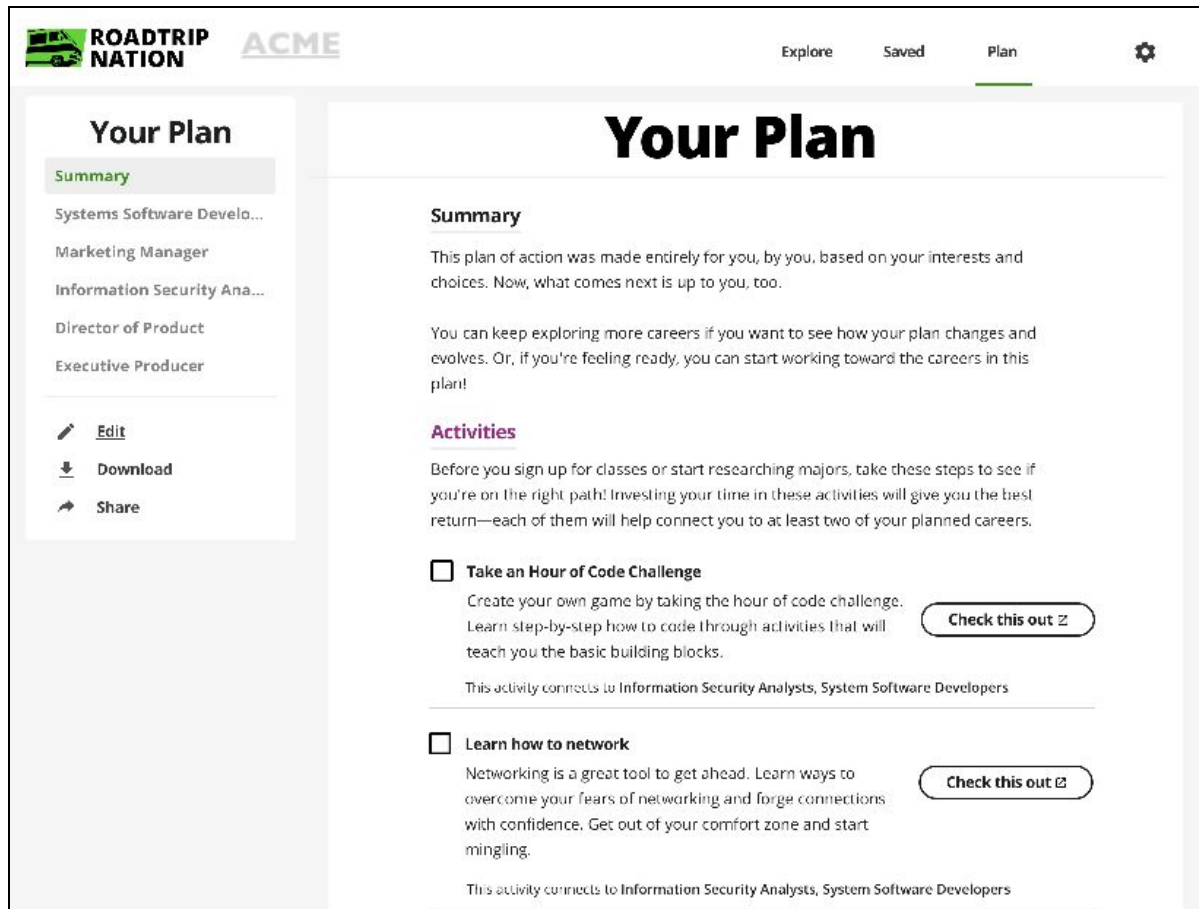 ROADTRIP
NATION
ACME
Explore
Saved
Plan
Your Plan
Summary
Systems Software Develo...
Marketing Manager
Information Security Ana...
Director of Product
Executive Producer
Edit
Download
Share
Your Plan
Summary
This plan of action was made entirely for you, by you, based on your interests and
choices. Now, what comes next is up to you, too.
You can keep exploring more careers if you want to see how your plan changes and
evolves. Or, if you're feeling ready, you can start working toward the careers in this
plan!
Activities
Before you sign up for classes or start researching majors, take these steps to see if
you're on the right path! Investing your time in these activities will give you the best
return—each of them will help connect you to at least two of your planned careers.
Take an Hour of Code Challenge
Create your own game by taking the hour of code challenge.
Learn step-by-step how to code through activities that will
teach you the basic building blocks.
Check this out
This activity connects to Information Security Analysts, System Software Developers
Learn how to network
Networking is a great tool to get ahead. Learn ways to
overcome your fears of networking and forge connections
with confidence. Get out of your comfort zone and start
mingling.
Check this out
This activity connects to Information Security Analysts, System Software Developers